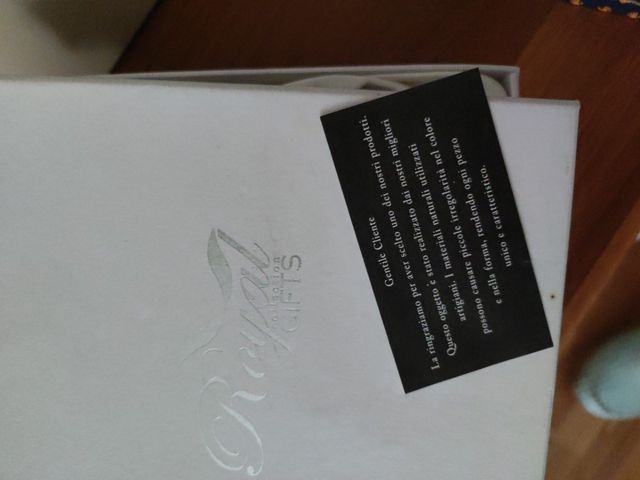 Royal
collection
GIFTS
Gentile Cliente
La ringraziamo per aver scelto uno dei nostri prodotti.
Questo oggetto è stato realizzato dai nostri migliori
artigiani. I materiali naturali utilizzati
possono causare piccole irregolarità nel colore
e nella forma, rendendo ogni pezzo
unico e caratteristico.